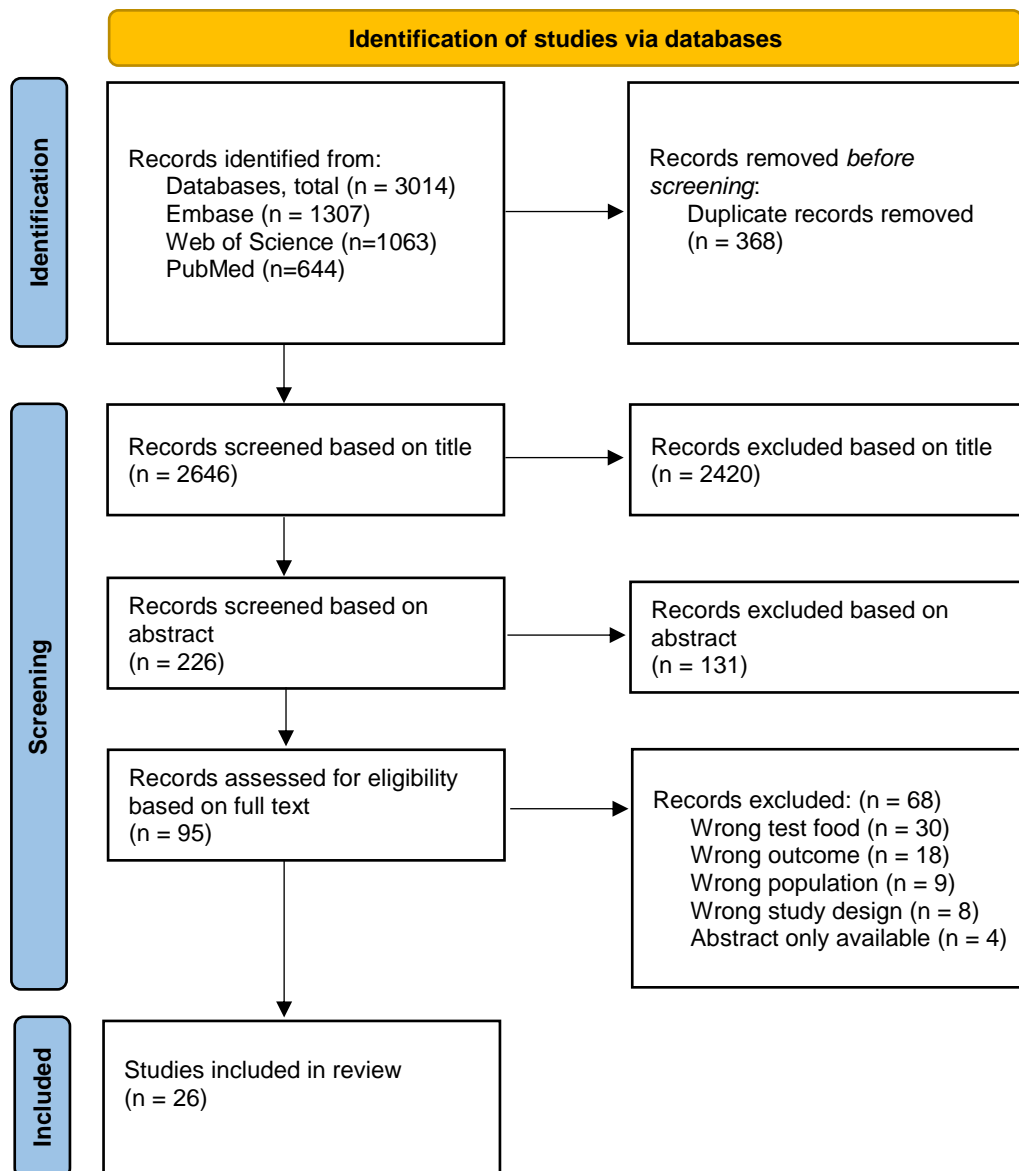 Identification of studies via databases
Identification
Records identified from:
Databases, total (n = 3014)
Embase (n = 1307)
Web of Science (n=1063)
PubMed (n=644)
Records removed before
screening:
Duplicate records removed
(n = 368)
Screening
Records screened based on title
(n = 2646)
Records excluded based on title
(n = 2420)
Records screened based on
abstract
(n = 226)
Records excluded based on
abstract
(n = 131)
Records assessed for eligibility
based on full text
(n = 95)
Records excluded: (n = 68)
Wrong test food (n = 30)
Wrong outcome (n = 18)
Wrong population (n = 9)
Wrong study design (n = 8)
Abstract only available (n = 4)
Included
Studies included in review
(n = 26)